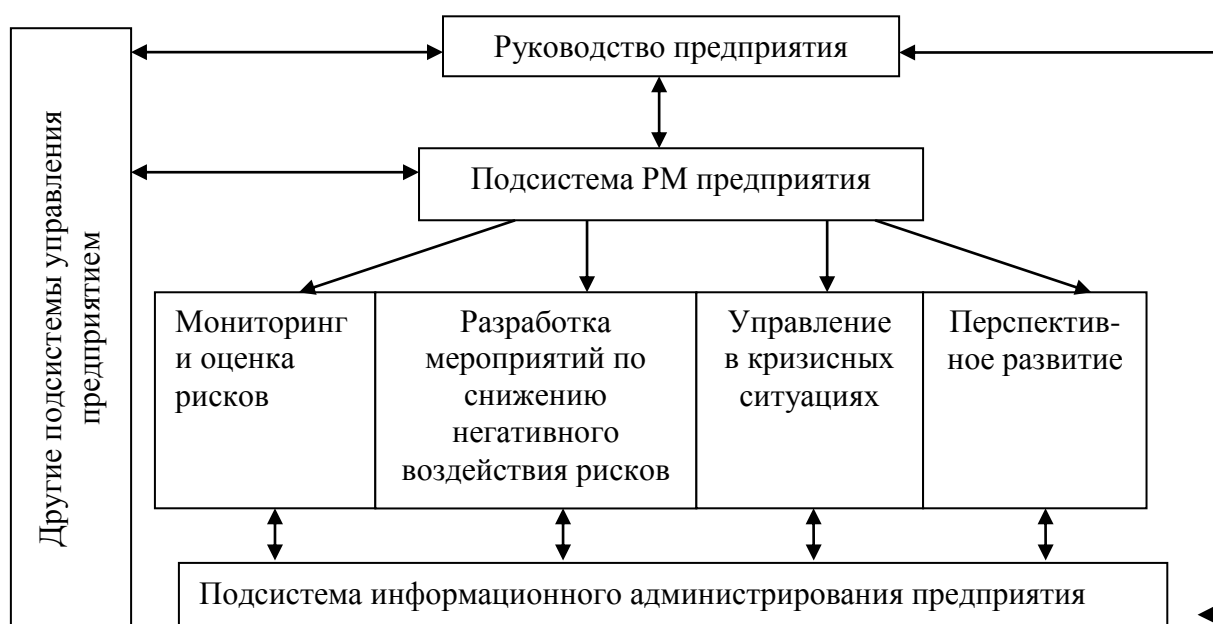 Руководство предприятия
Другие подсистемы управления
предприятием
Подсистема РМ предприятия
Мониторинг
и оценка
рисков
Разработка
мероприятий по
снижению
негативного
воздействия рисков
Управление
в кризисных
ситуациях
Перспектив-
ное развитие
Подсистема информационного администрирования предприятия